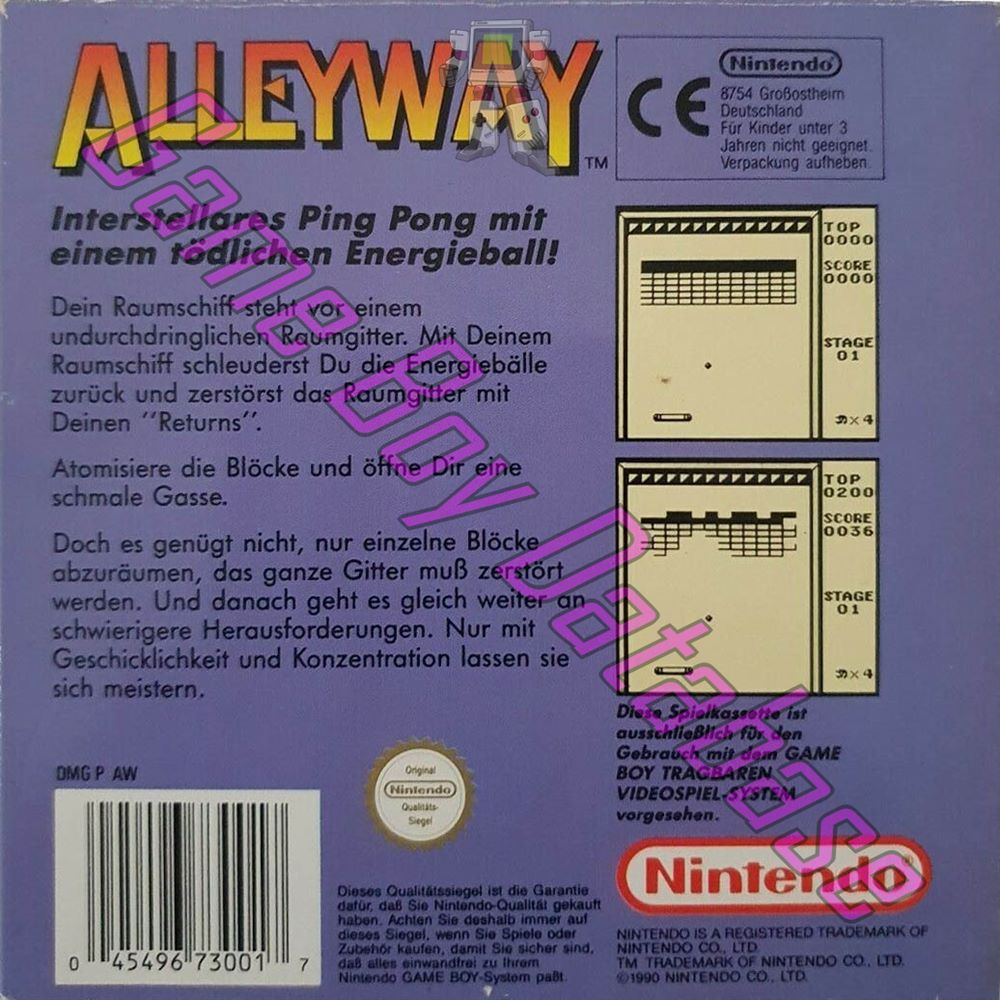 ALLEYWAY
TM
Nintendo
8754 Großostheim
Deutschland
Für Kinder unter 3
Jahren nicht geeignet.
Verpackung aufheben.
CE
Interstellares Ping Pong mit
einem tödlichen Energieball!
Dein Raumschiff steht vor einem
undurchdringlichen Raumgitter. Mit Deinem
Raumschiff schleuderst Du die Energiebälle
zurück und zerstörst das Raumgitter mit
Deinen ‘‘Returns’’.
Atomisiere die Blöcke und öffne Dir eine
schmale Gasse.
Doch es genügt nicht, nur einzelne Blöcke
abzuräumen, das ganze Gitter muß zerstört
werden. Und danach geht es gleich weiter an
schwierigere Herausforderungen. Nur mit
Geschicklichkeit und Konzentration lassen sie
sich meistern.
TOP
0000
SCORE
0000
STAGE
01
×4
TOP
0200
SCORE
0036
STAGE
01
×4
Diese Spielkassette ist
ausschließlich für den
Gebrauch mit dem GAME
BOY TRAGBAREN
VIDEOSPIEL-SYSTEM
vorgesehen.
DMG P AW
0 45496 73001 7
Original
Nintendo
Qualitäts-
Siegel
Dieses Qualitätssiegel ist die Garantie
dafür, daß Sie Nintendo-Qualität gekauft
haben. Achten Sie deshalb immer auf
dieses Siegel, wenn Sie Spiele oder
Zubehör kaufen, damit Sie sicher sind,
daß alles einwandfrei zu Ihrem
Nintendo GAME BOY-System paßt.
Nintendo®
NINTENDO IS A REGISTERED TRADEMARK OF
NINTENDO CO., LTD.
TM TRADEMARK OF NINTENDO CO., LTD.
©1990 NINTENDO CO., LTD.
Game Boy Database